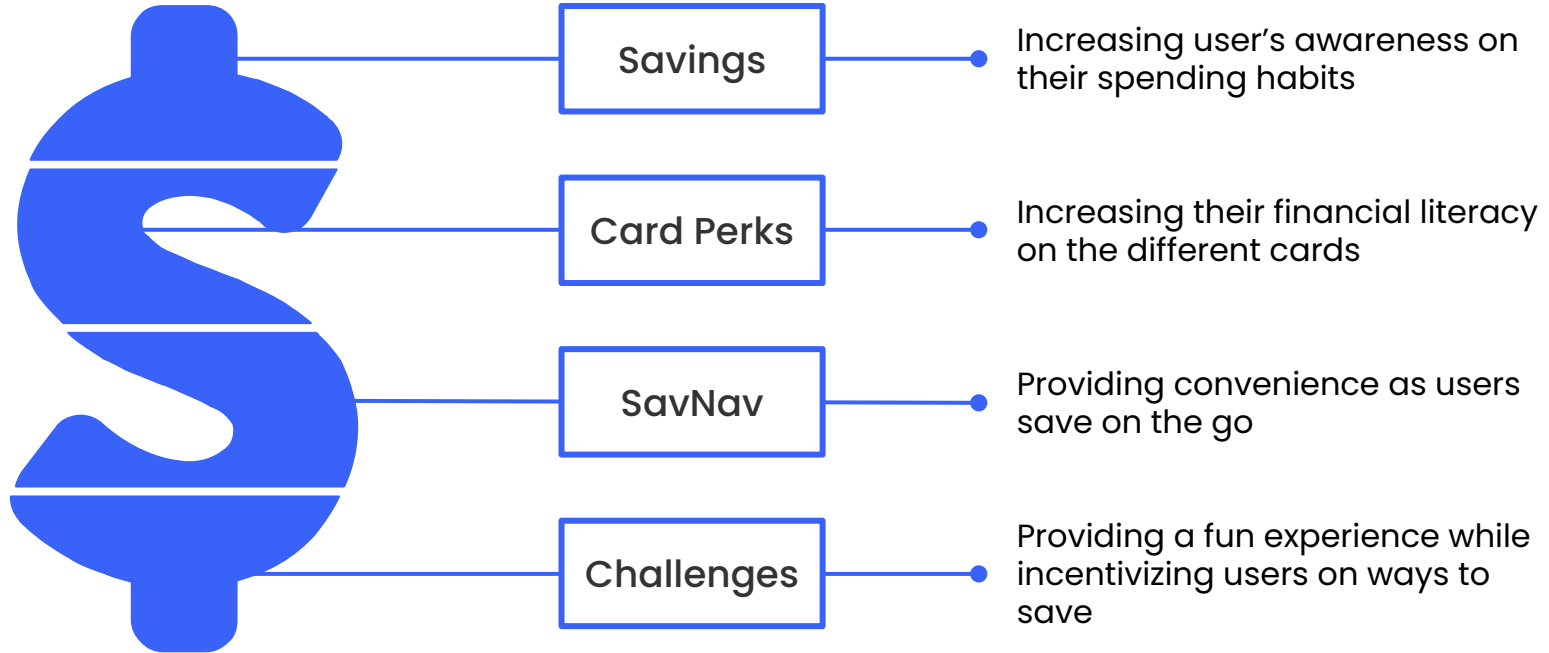 Savings
Increasing user’s awareness on
their spending habits
Card Perks
Increasing their financial literacy
on the different cards
SavNav
Providing convenience as users
save on the go
Challenges
Providing a fun experience while
incentivizing users on ways to
save